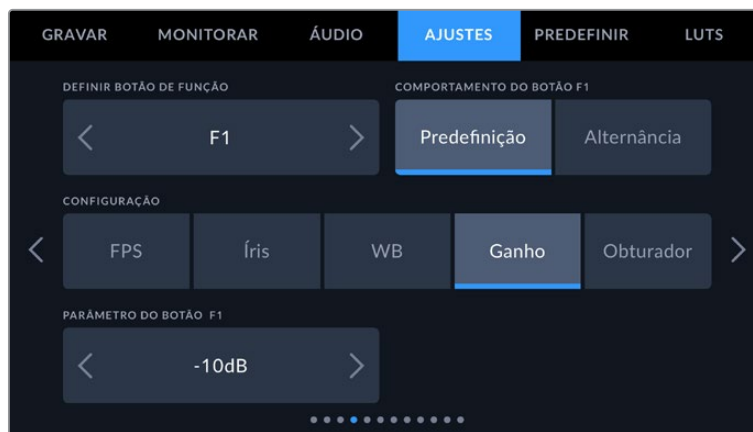 GRAVAR MONITORAR ÁUDIO AJUSTES PREDEFINIR LUTS
DEFINIR BOTÃO DE FUNÇÃO COMPORTAMENTO DO BOTÃO F1
F1 Predefinição Alternância
CONFIGURAÇÃO
FPS Íris WB Ganho Obturador
PARÂMETRO DO BOTÃO F1
-10dB